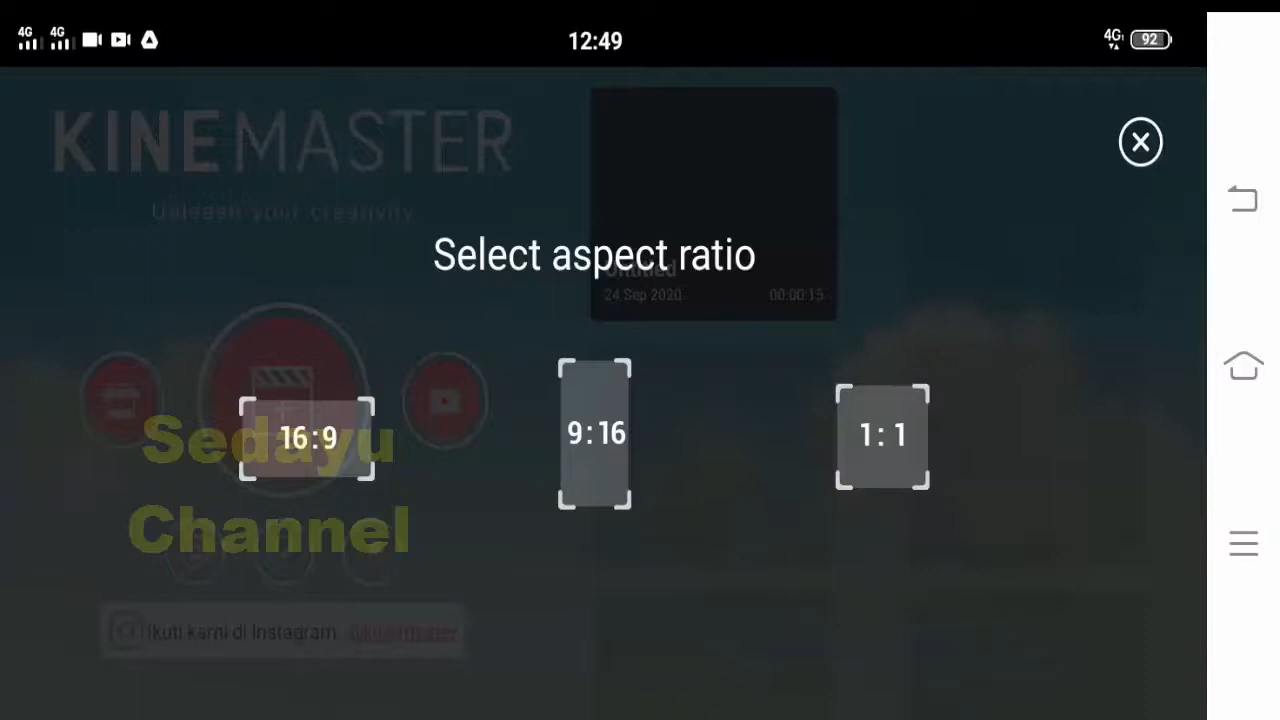 4G 4G 12:49 4G 92
KINEMASTER
Unleash your creativity
Select aspect ratio
Untitled
24 Sep 2020 00:00:15
16:9 9:16 1:1
Sedayu
Channel
Ikuti kami di Instagram @kinemaster